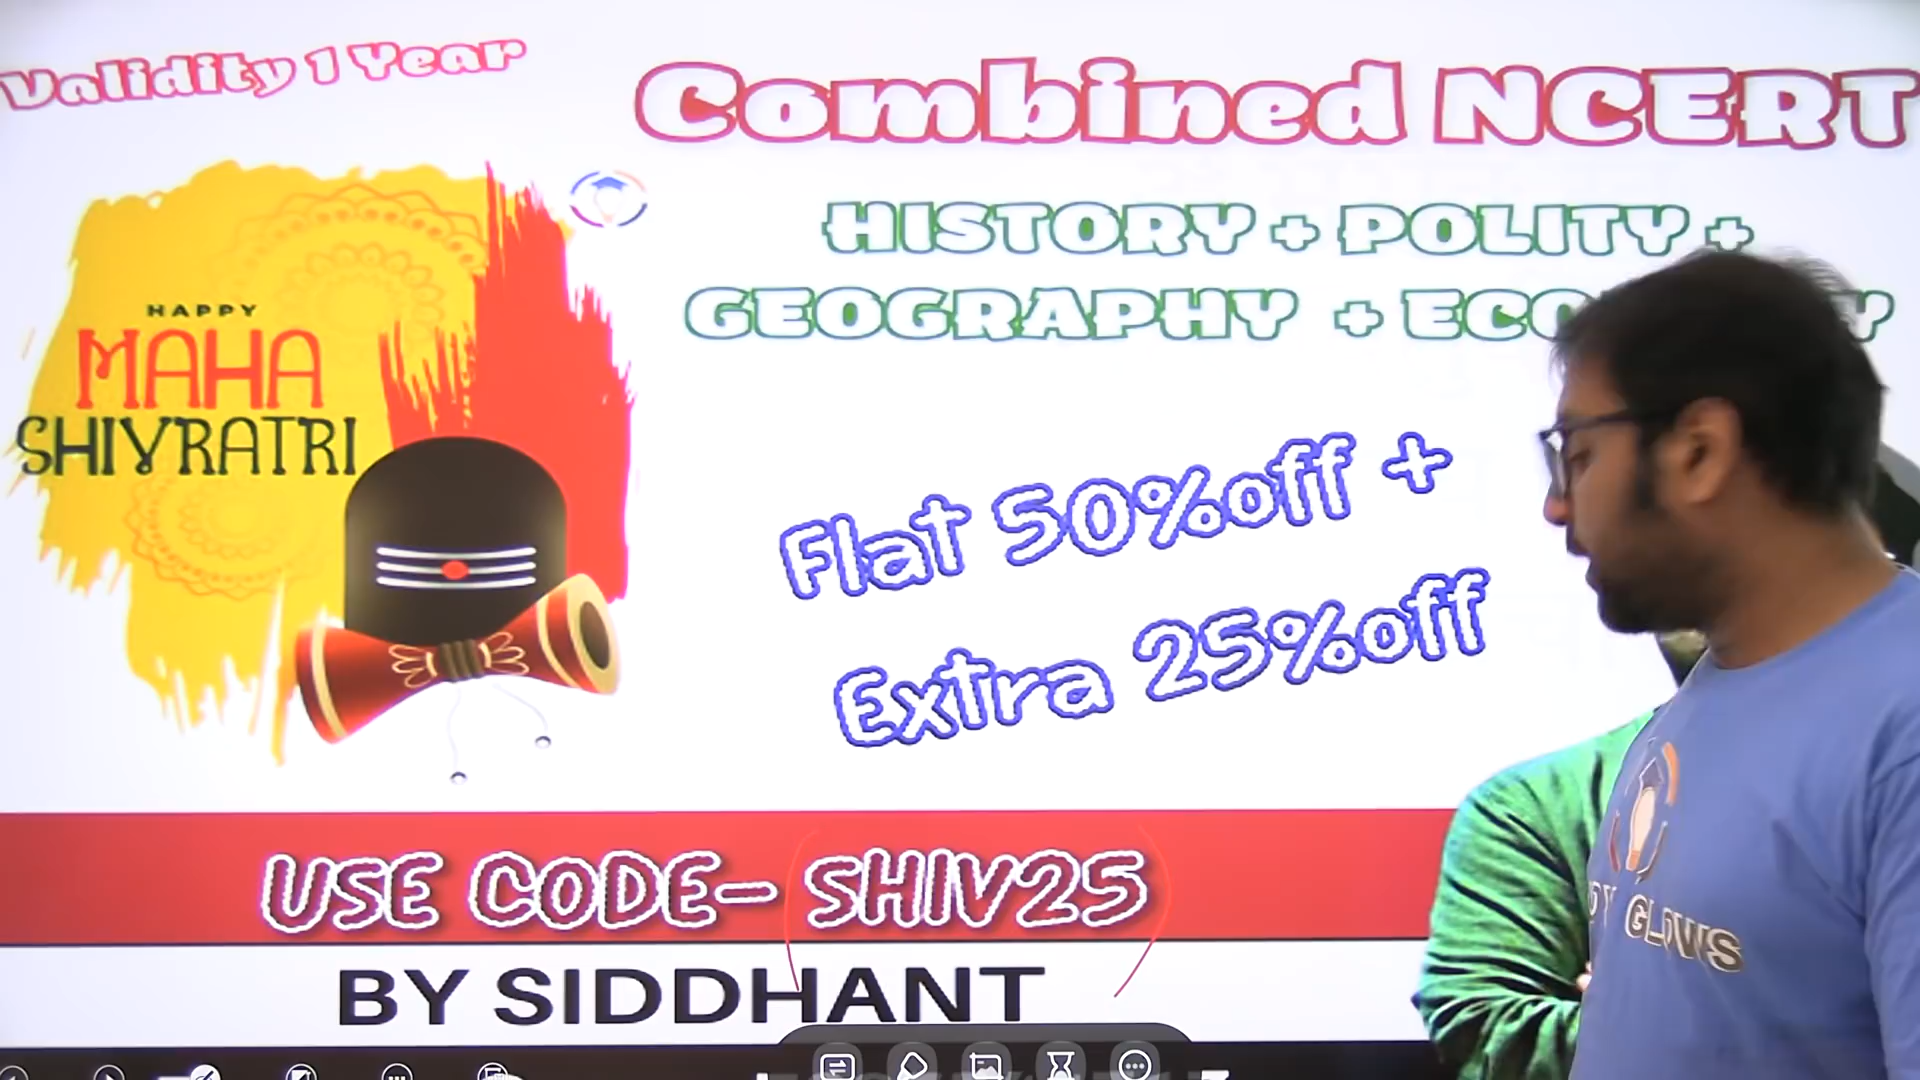 Validity 1 Year
Combined NCERT
HISTORY + POLITY +
GEOGRAPHY + ECO Y
HAPPY
MAHA
SHIVRATRI
Flat 50%off +
Extra 25%off
USE CODE- SHIV25
BY SIDDHANT
GLOWS